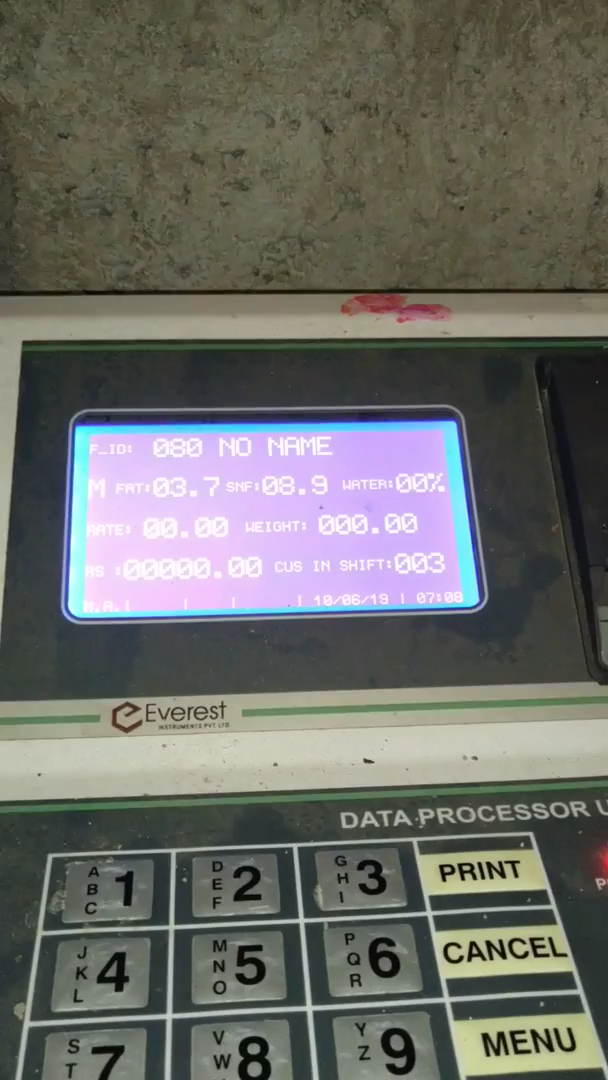 F_ID: 080 NO NAME
M FAT:03.7 SNF:08.9 WATER:00%
RATE: 00.00 WEIGHT: 000.00
RS :00000.00 CUS IN SHIFT:003
N.A.| | | | 10/06/19 | 07:08
Everest
INSTRUMENTS PVT. LTD
DATA PROCESSOR U
ABC 1 DEF 2 GHI 3 PRINT
JKL 4 MNO 5 PQR 6 CANCEL
ST 7 VW 8 YZ 9 MENU